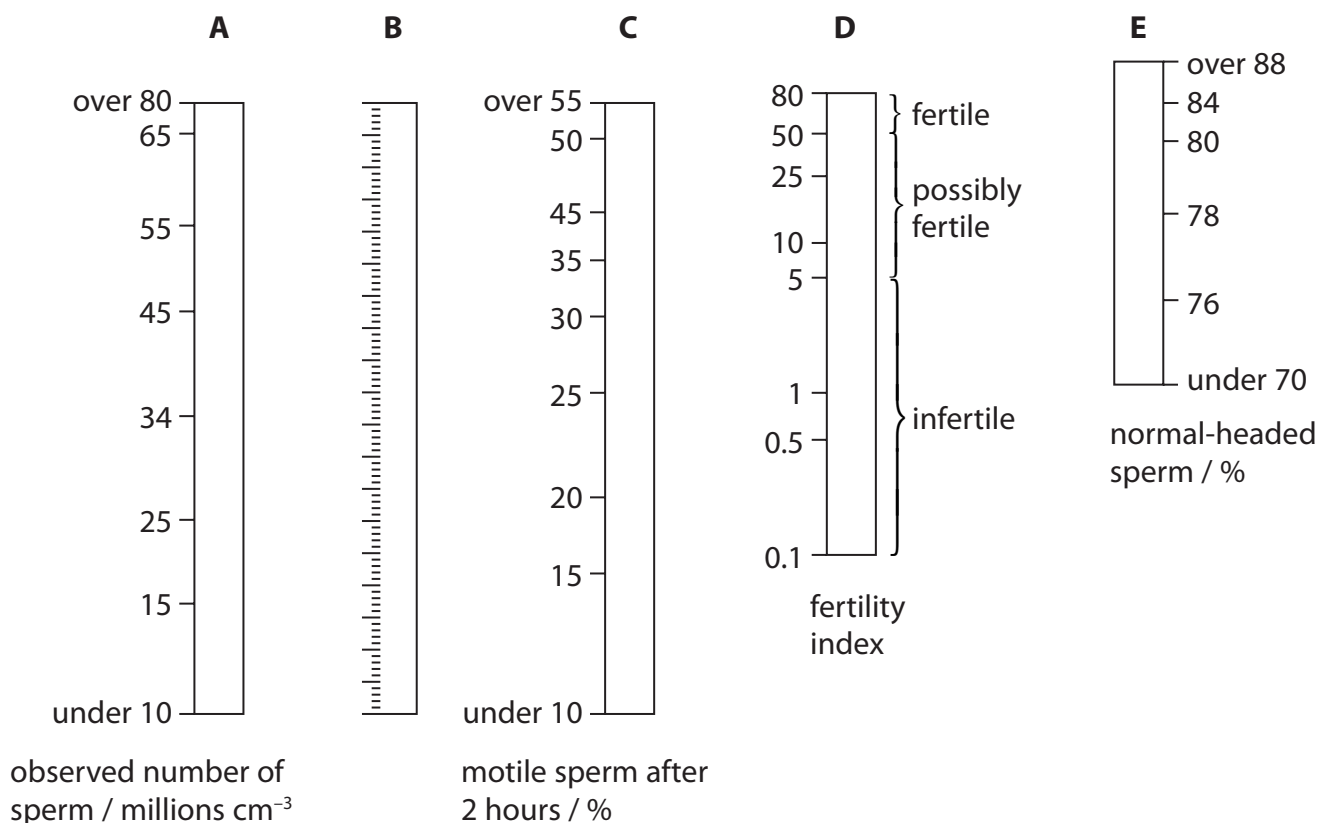 A
B
C
D
E
over 80
65
55
45
34
25
15
under 10
observed number of
sperm / millions cm⁻³
over 55
50
45
35
30
25
20
15
under 10
motile sperm after
2 hours / %
80
50
25
10
5
1
0.5
0.1
fertile
possibly
fertile
infertile
fertility
index
over 88
84
80
78
76
under 70
normal-headed
sperm / %